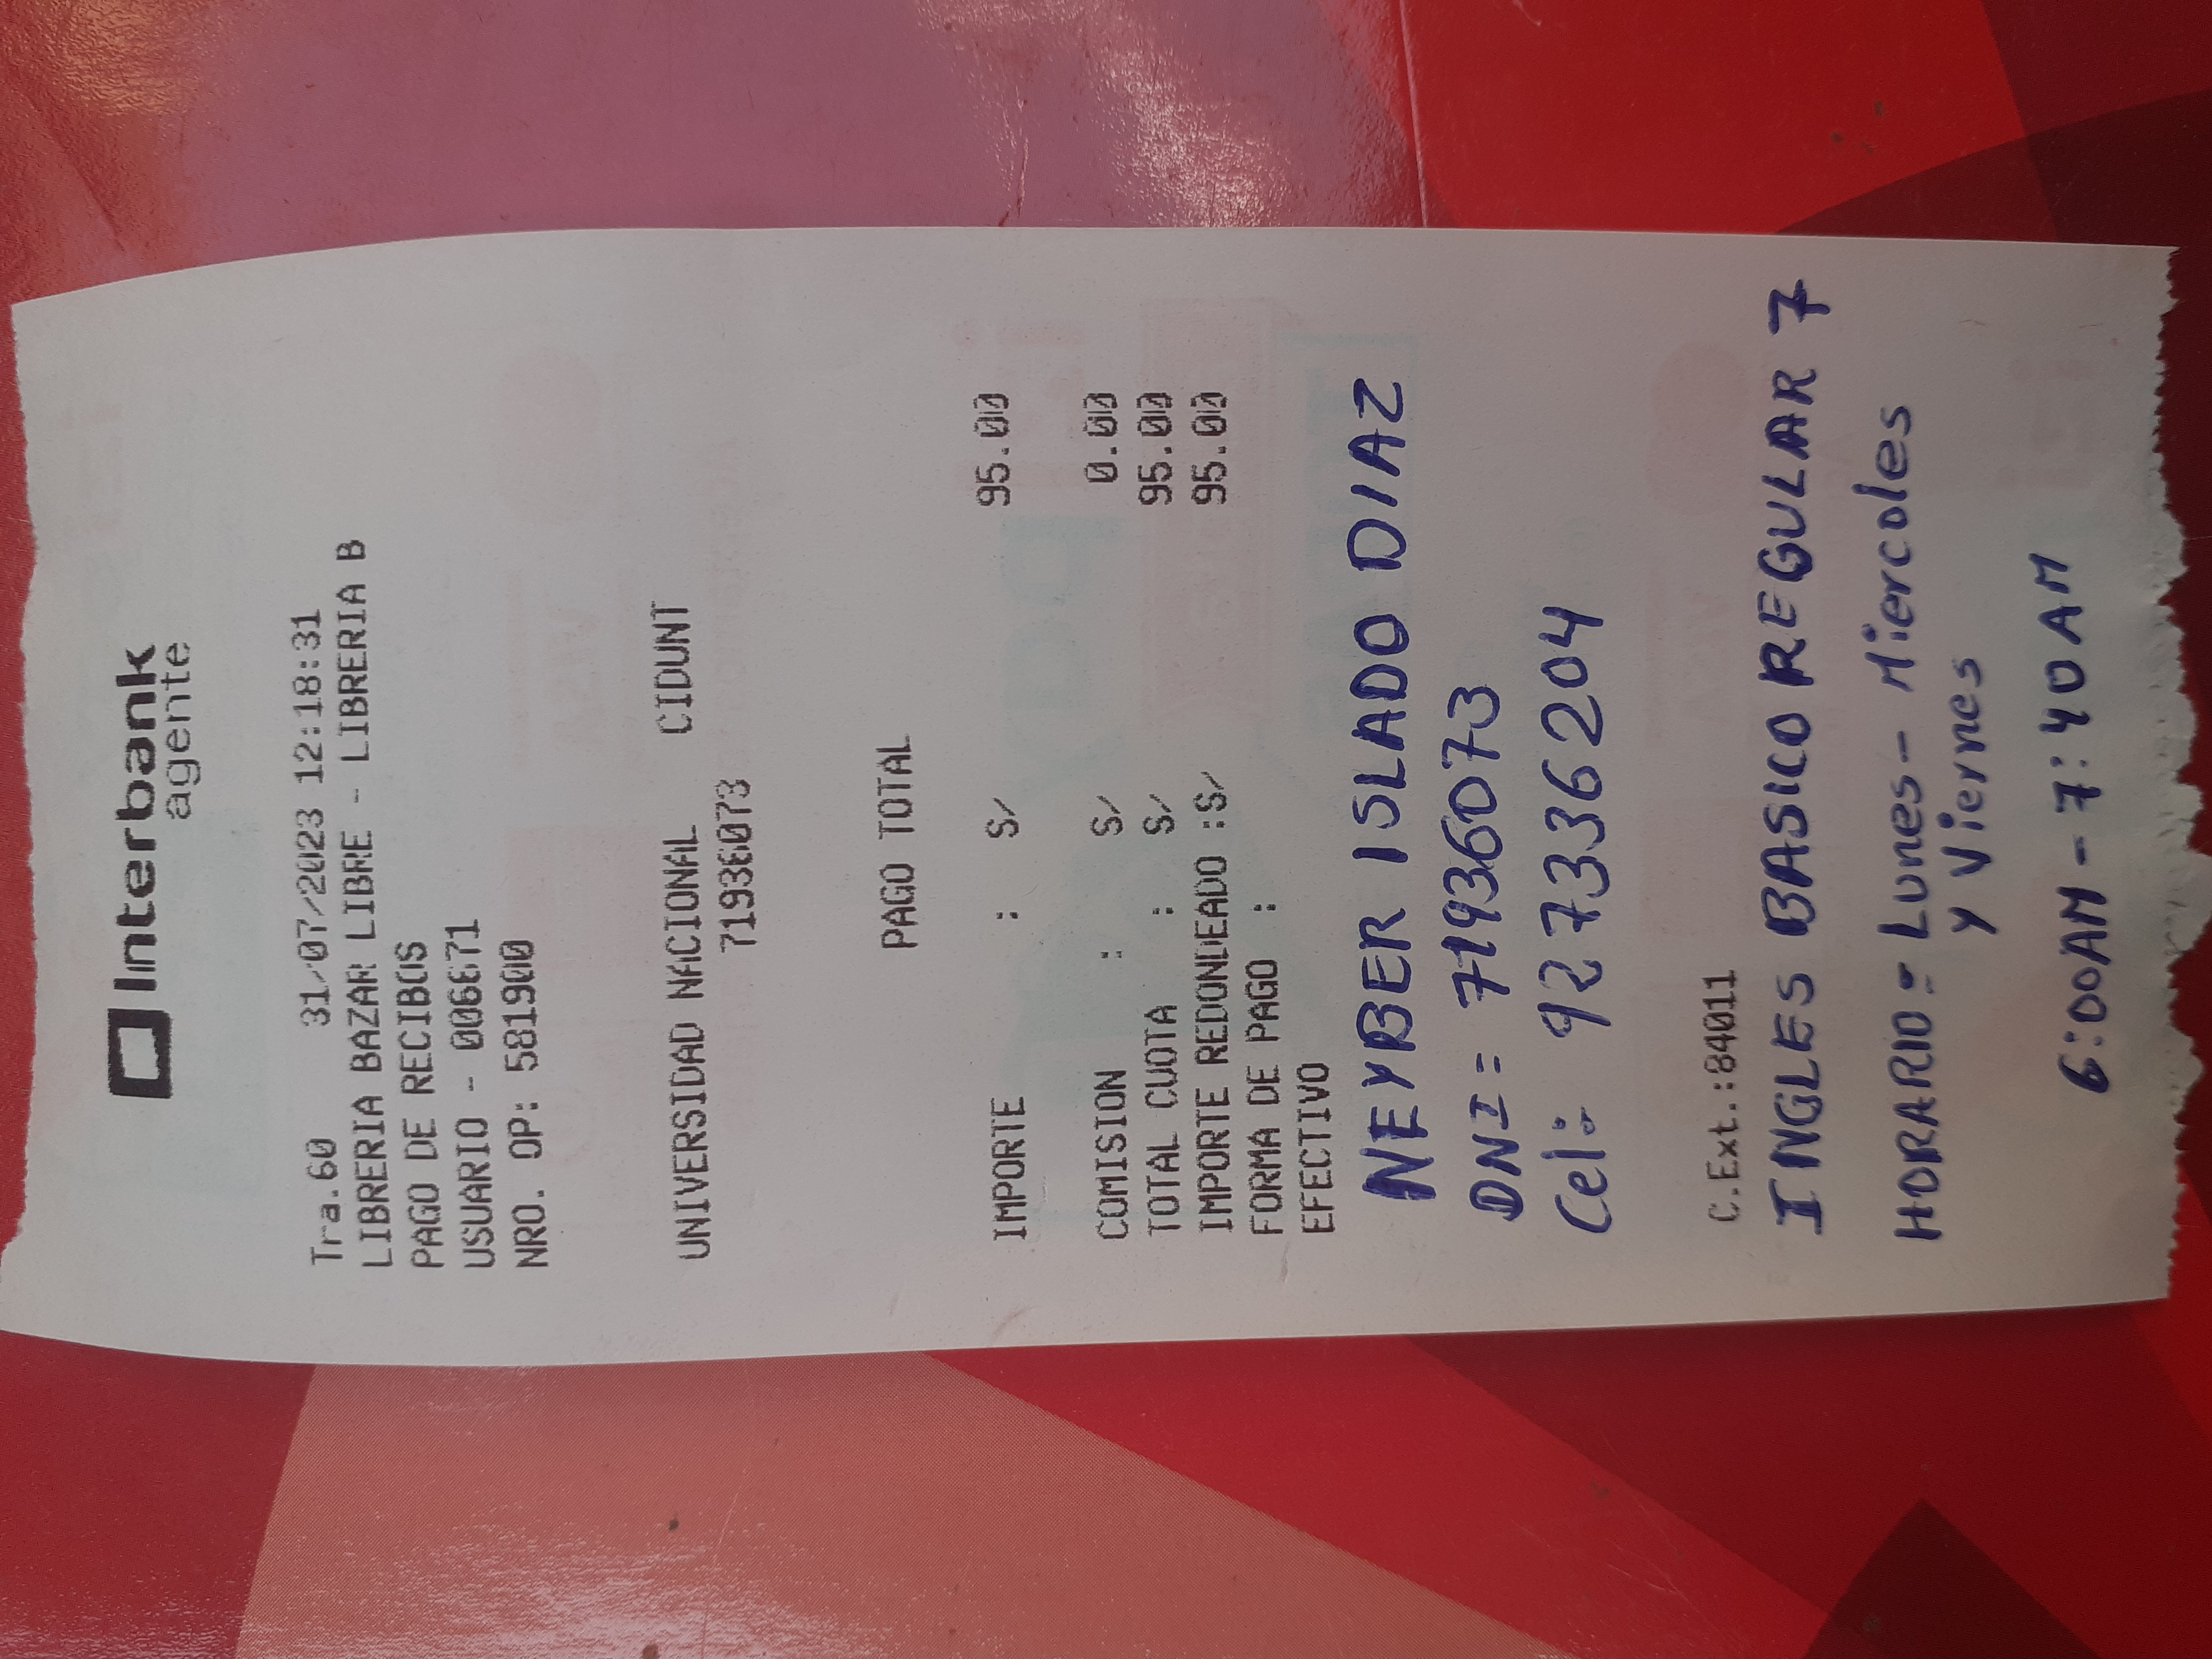 Interbank
agente
Tra.60 31/07/2023 12:18:31
LIBRERIA BAZAR LIBRE - LIBRERIA B
PAGO DE RECIBOS
USUARIO - 006671
NRO. OP: 581900
UNIVERSIDAD NACIONAL CIDUNT
71936073
PAGO TOTAL
IMPORTE : S/ 95.00
COMISION : S/ 0.00
TOTAL CUOTA : S/ 95.00
IMPORTE REDONDEADO :S/ 95.00
FORMA DE PAGO :
EFECTIVO
NEYBER ISLADO DIAZ
DNI: 71936073
Cel: 927336204
C.Ext.:84011
INGLES BASICO REGULAR 7
HORARIO: Lunes- Miercoles
y Viernes
6:00AM - 7:40AM